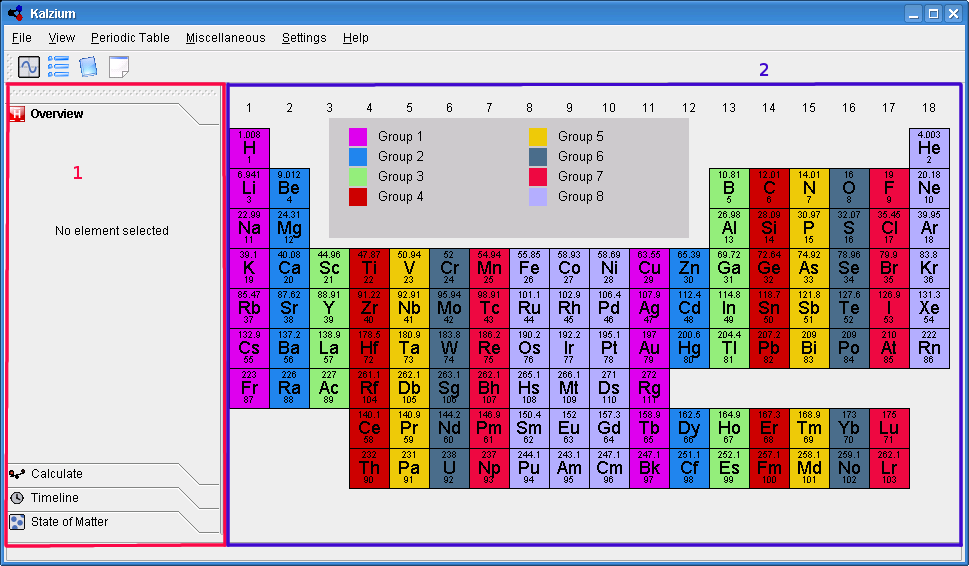 Kalzium
File View Periodic Table Miscellaneous Settings Help
Overview
1
No element selected
Calculate
Timeline
State of Matter
2
1 2 3 4 5 6 7 8 9 10 11 12 13 14 15 16 17 18
Group 1 Group 5
Group 2 Group 6
Group 3 Group 7
Group 4 Group 8
1.008 4.003
H He
1 2
6.941 9.012 10.81 12.01 14.01 16 19 20.18
Li Be B C N O F Ne
3 4 5 6 7 8 9 10
22.99 24.31 26.98 28.09 30.97 32.07 35.45 39.95
Na Mg Al Si P S Cl Ar
11 12 13 14 15 16 17 18
39.1 40.08 44.96 47.87 50.94 52 54.94 55.85 58.93 58.69 63.55 65.39 69.72 72.64 74.92 78.96 79.9 83.8
K Ca Sc Ti V Cr Mn Fe Co Ni Cu Zn Ga Ge As Se Br Kr
19 20 21 22 23 24 25 26 27 28 29 30 31 32 33 34 35 36
85.47 87.62 88.91 91.22 92.91 95.94 98.91 101.1 102.9 106.4 107.9 112.4 114.8 118.7 121.8 127.6 126.9 131.3
Rb Sr Y Zr Nb Mo Tc Ru Rh Pd Ag Cd In Sn Sb Te I Xe
37 38 39 40 41 42 43 44 45 46 47 48 49 50 51 52 53 54
132.9 137.2 138.9 178.6 180.9 183.8 186.2 190.2 192.2 195.1 197 200.6 204.4 207.2 209 209 210 222
Cs Ba La Hf Ta W Re Os Ir Pt Au Hg Tl Pb Bi Po At Rn
55 56 57 72 73 74 75 76 77 78 79 80 81 82 83 84 85 86
223 226 227 261.1 262.1 263.1 262.1 265.1 266.1 271 272
Fr Ra Ac Rf Db Sg Bh Hs Mt Ds Rg
87 88 89 104 105 106 107 108 109 110 111
140.1 140.9 144.2 146.9 150.4 152 157.3 158.9 162.5 164.9 167.3 168.9 173 175
Ce Pr Nd Pm Sm Eu Gd Tb Dy Ho Er Tm Yb Lu
58 59 60 61 62 63 64 65 66 67 68 69 70 71
232 231 238 237 244.1 243.1 247.1 247.1 251.1 252.1 257.1 258.1 259.1 262.1
Th Pa U Np Pu Am Cm Bk Cf Es Fm Md No Lr
90 91 92 93 94 95 96 97 98 99 100 101 102 103